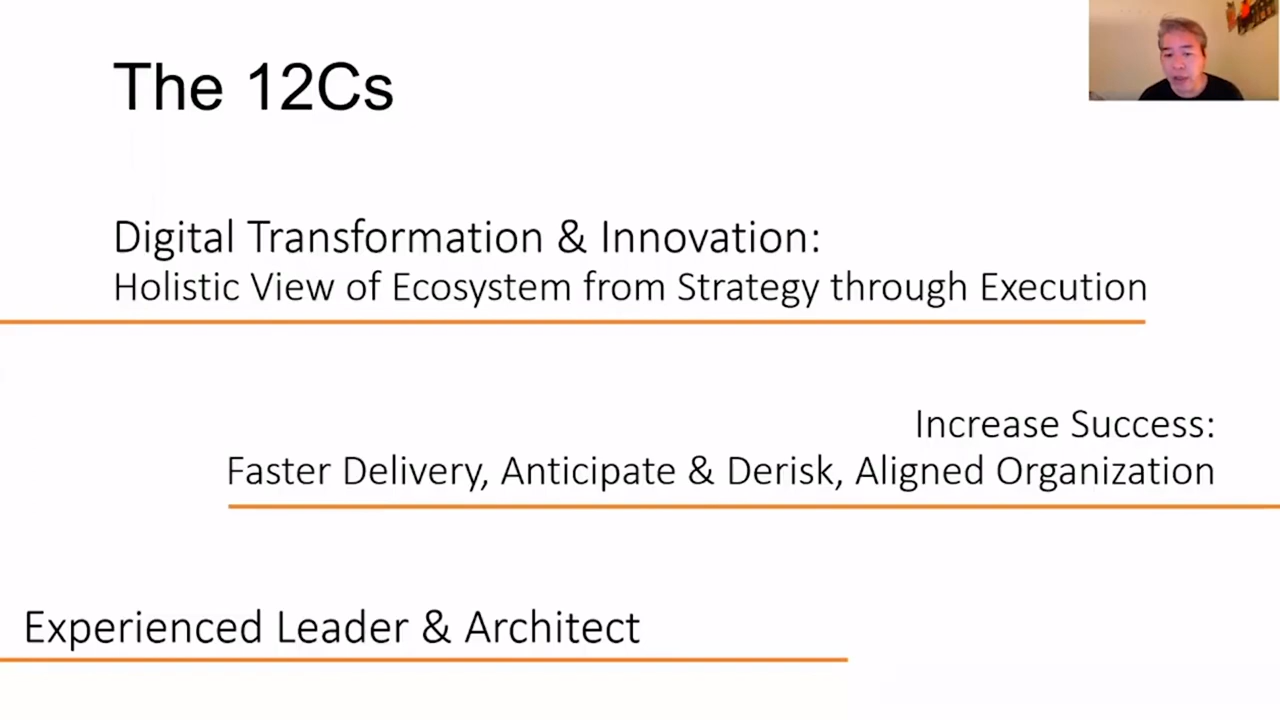 The 12Cs
Digital Transformation & Innovation:
Holistic View of Ecosystem from Strategy through Execution
Increase Success:
Faster Delivery, Anticipate & Derisk, Aligned Organization
Experienced Leader & Architect